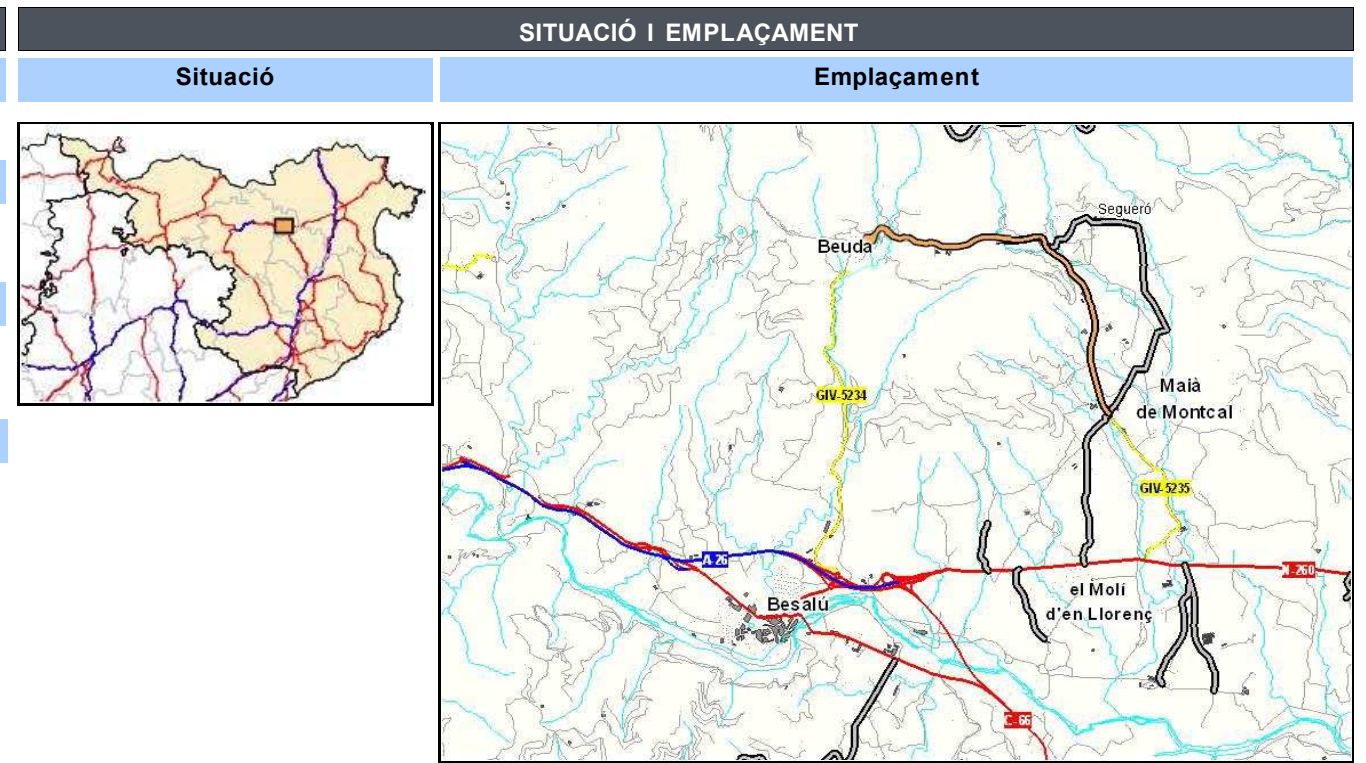 SITUACIÓ I EMPLAÇAMENT
Situació
Emplaçament
Segueró
Beuda
Maià
de Montcal
GIV-5234
GIV-5235
A-26
N-260
el Molí
d'en Llorenç
Besalú
C-66